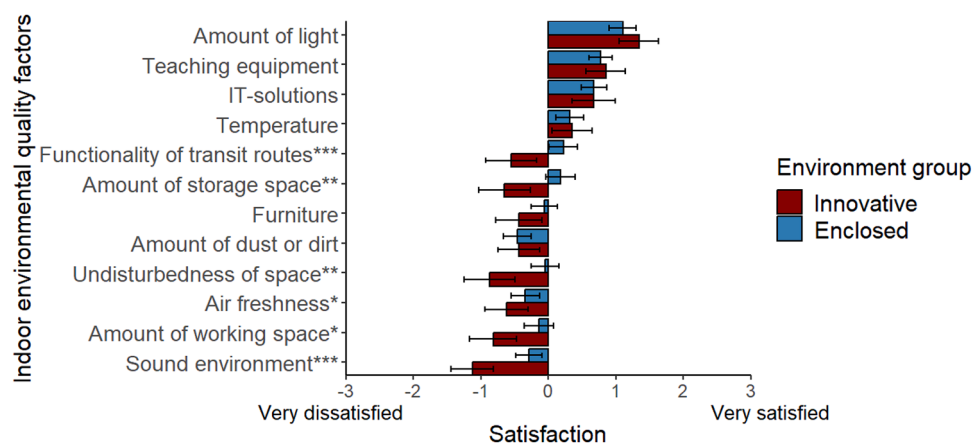 Indoor environmental quality factors
Amount of light
Teaching equipment
IT-solutions
Temperature
Functionality of transit routes***
Amount of storage space**
Furniture
Amount of dust or dirt
Undisturbedness of space**
Air freshness*
Amount of working space*
Sound environment***
-3 -2 -1 0 1 2 3
Very dissatisfied Very satisfied
Satisfaction
Environment group
Innovative
Enclosed